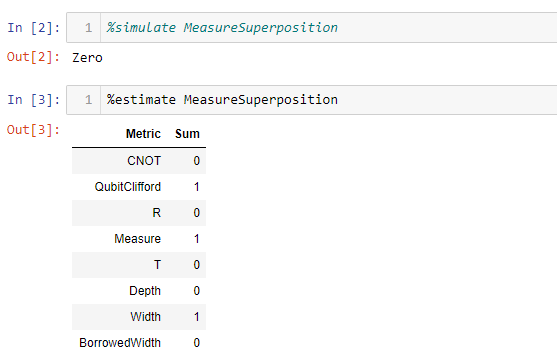 In [2]: 1 %simulate MeasureSuperposition
Out[2]: Zero
In [3]: 1 %estimate MeasureSuperposition
Out[3]:
Metric Sum
CNOT 0
QubitClifford 1
R 0
Measure 1
T 0
Depth 0
Width 1
BorrowedWidth 0